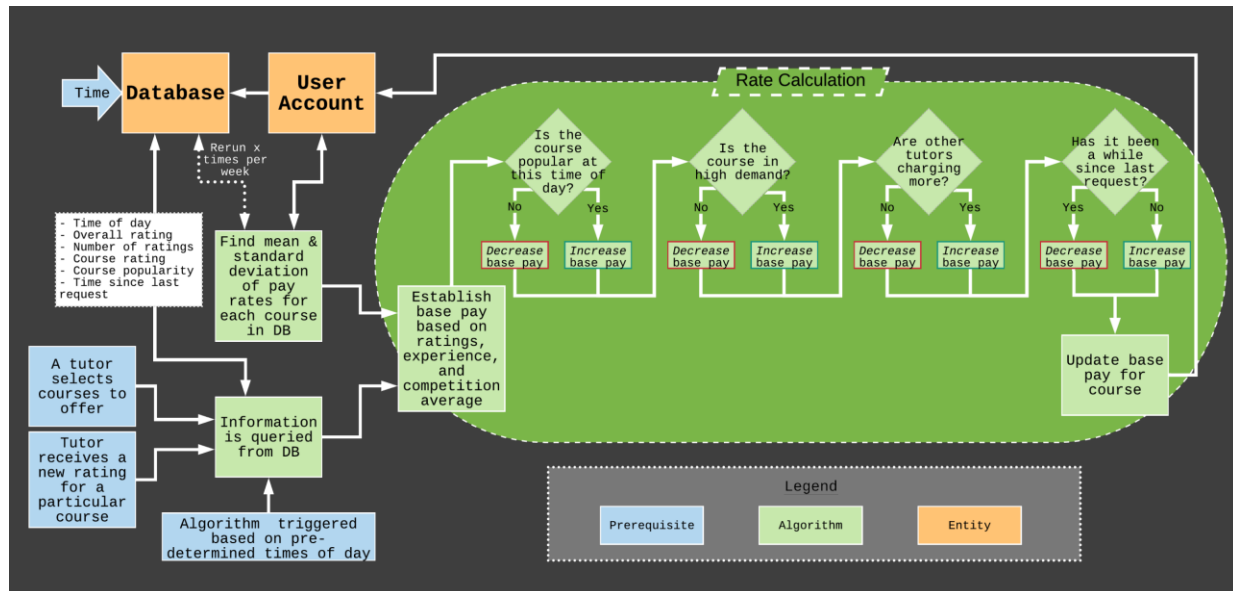 Time
Database
User
Account
Rerun x
times per
week
- Time of day
- Overall rating
- Number of ratings
- Course rating
- Course popularity
- Time since last
request
Find mean &
standard
deviation of
pay rates for
each course
in DB
A tutor
selects
courses to
offer
Tutor
receives a
new rating
for a
particular
course
Information
is queried
from DB
Algorithm triggered
based on pre-
determined times of day
Rate Calculation
Establish
base pay
based on
ratings,
experience,
and
competition
average
Is the
course
popular at
this time of
day?
No
Yes
Decrease
base pay
Increase
base pay
Is the
course in
high demand?
No
Yes
Decrease
base pay
Increase
base pay
Are other
tutors
charging
more?
No
Yes
Decrease
base pay
Increase
base pay
Has it been
a while
since last
request?
Yes
No
Decrease
base pay
Increase
base pay
Update base
pay for
course
Legend
Prerequisite
Algorithm
Entity